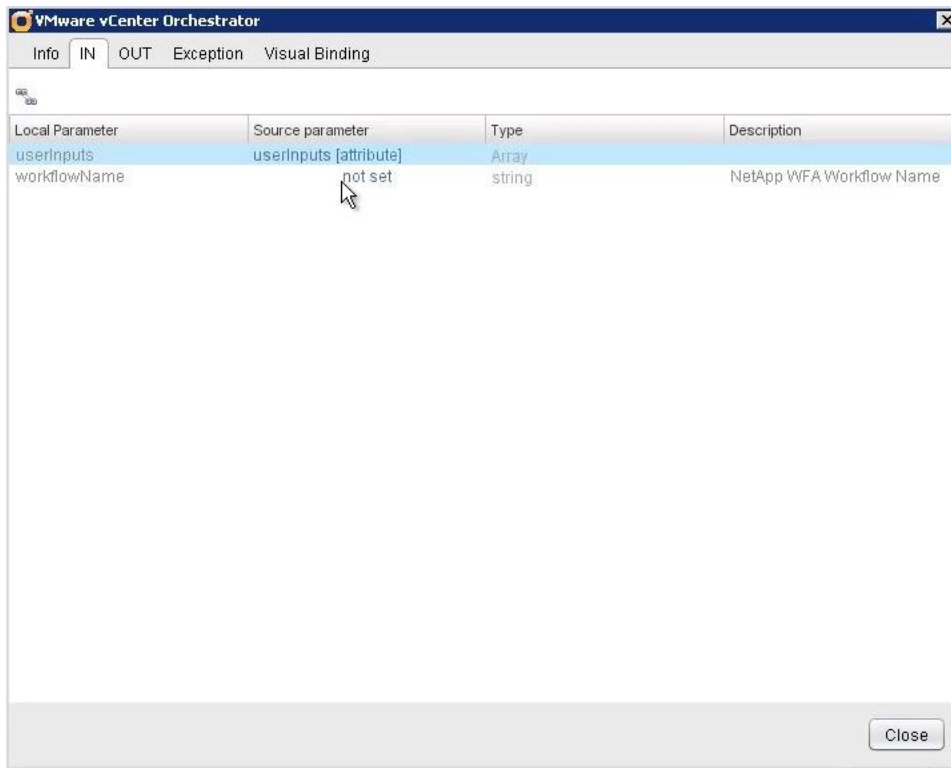 VMware vCenter Orchestrator
Info IN OUT Exception Visual Binding
Local Parameter Source parameter Type Description
userInputs userInputs [attribute] Array
workflowName not set string NetApp WFA Workflow Name
Close